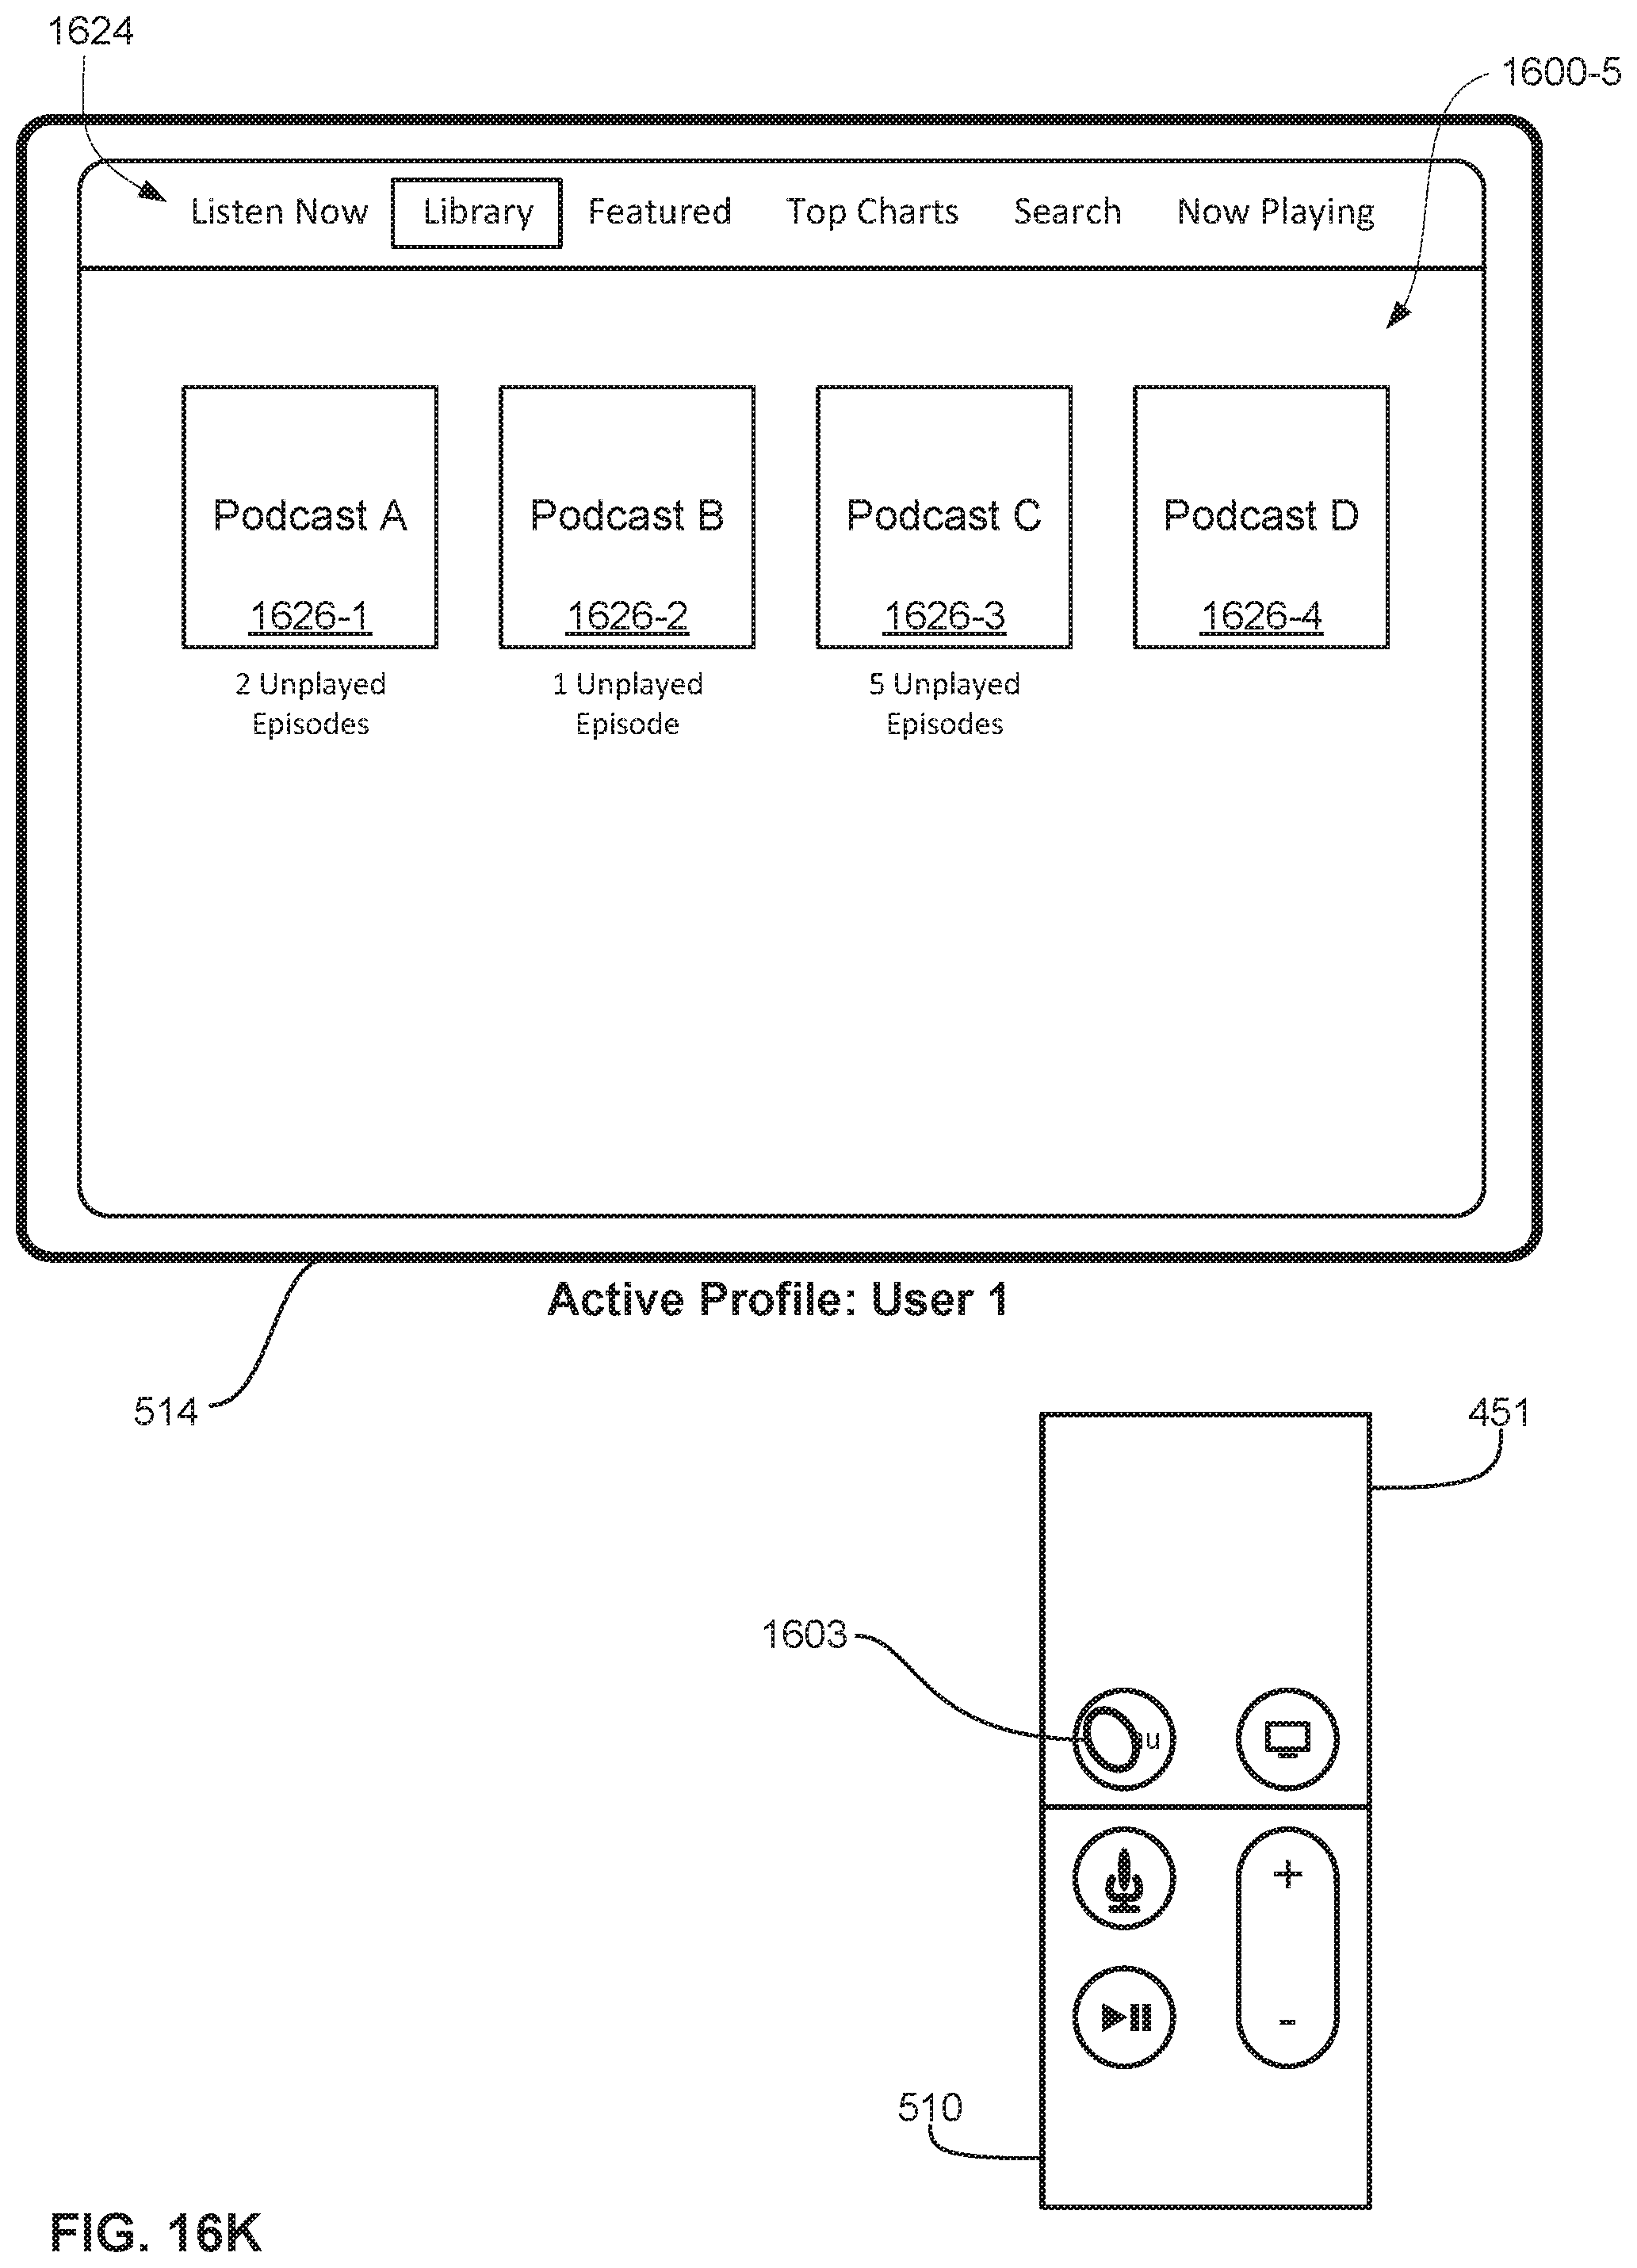 1624
1600-5
Listen Now Library Featured Top Charts Search Now Playing
Podcast A Podcast B Podcast C Podcast D
1626-1 1626-2 1626-3 1626-4
2 Unplayed 1 Unplayed 5 Unplayed
Episodes Episode Episodes
Active Profile: User 1
514
451
1603
+
-
510
FIG. 16K